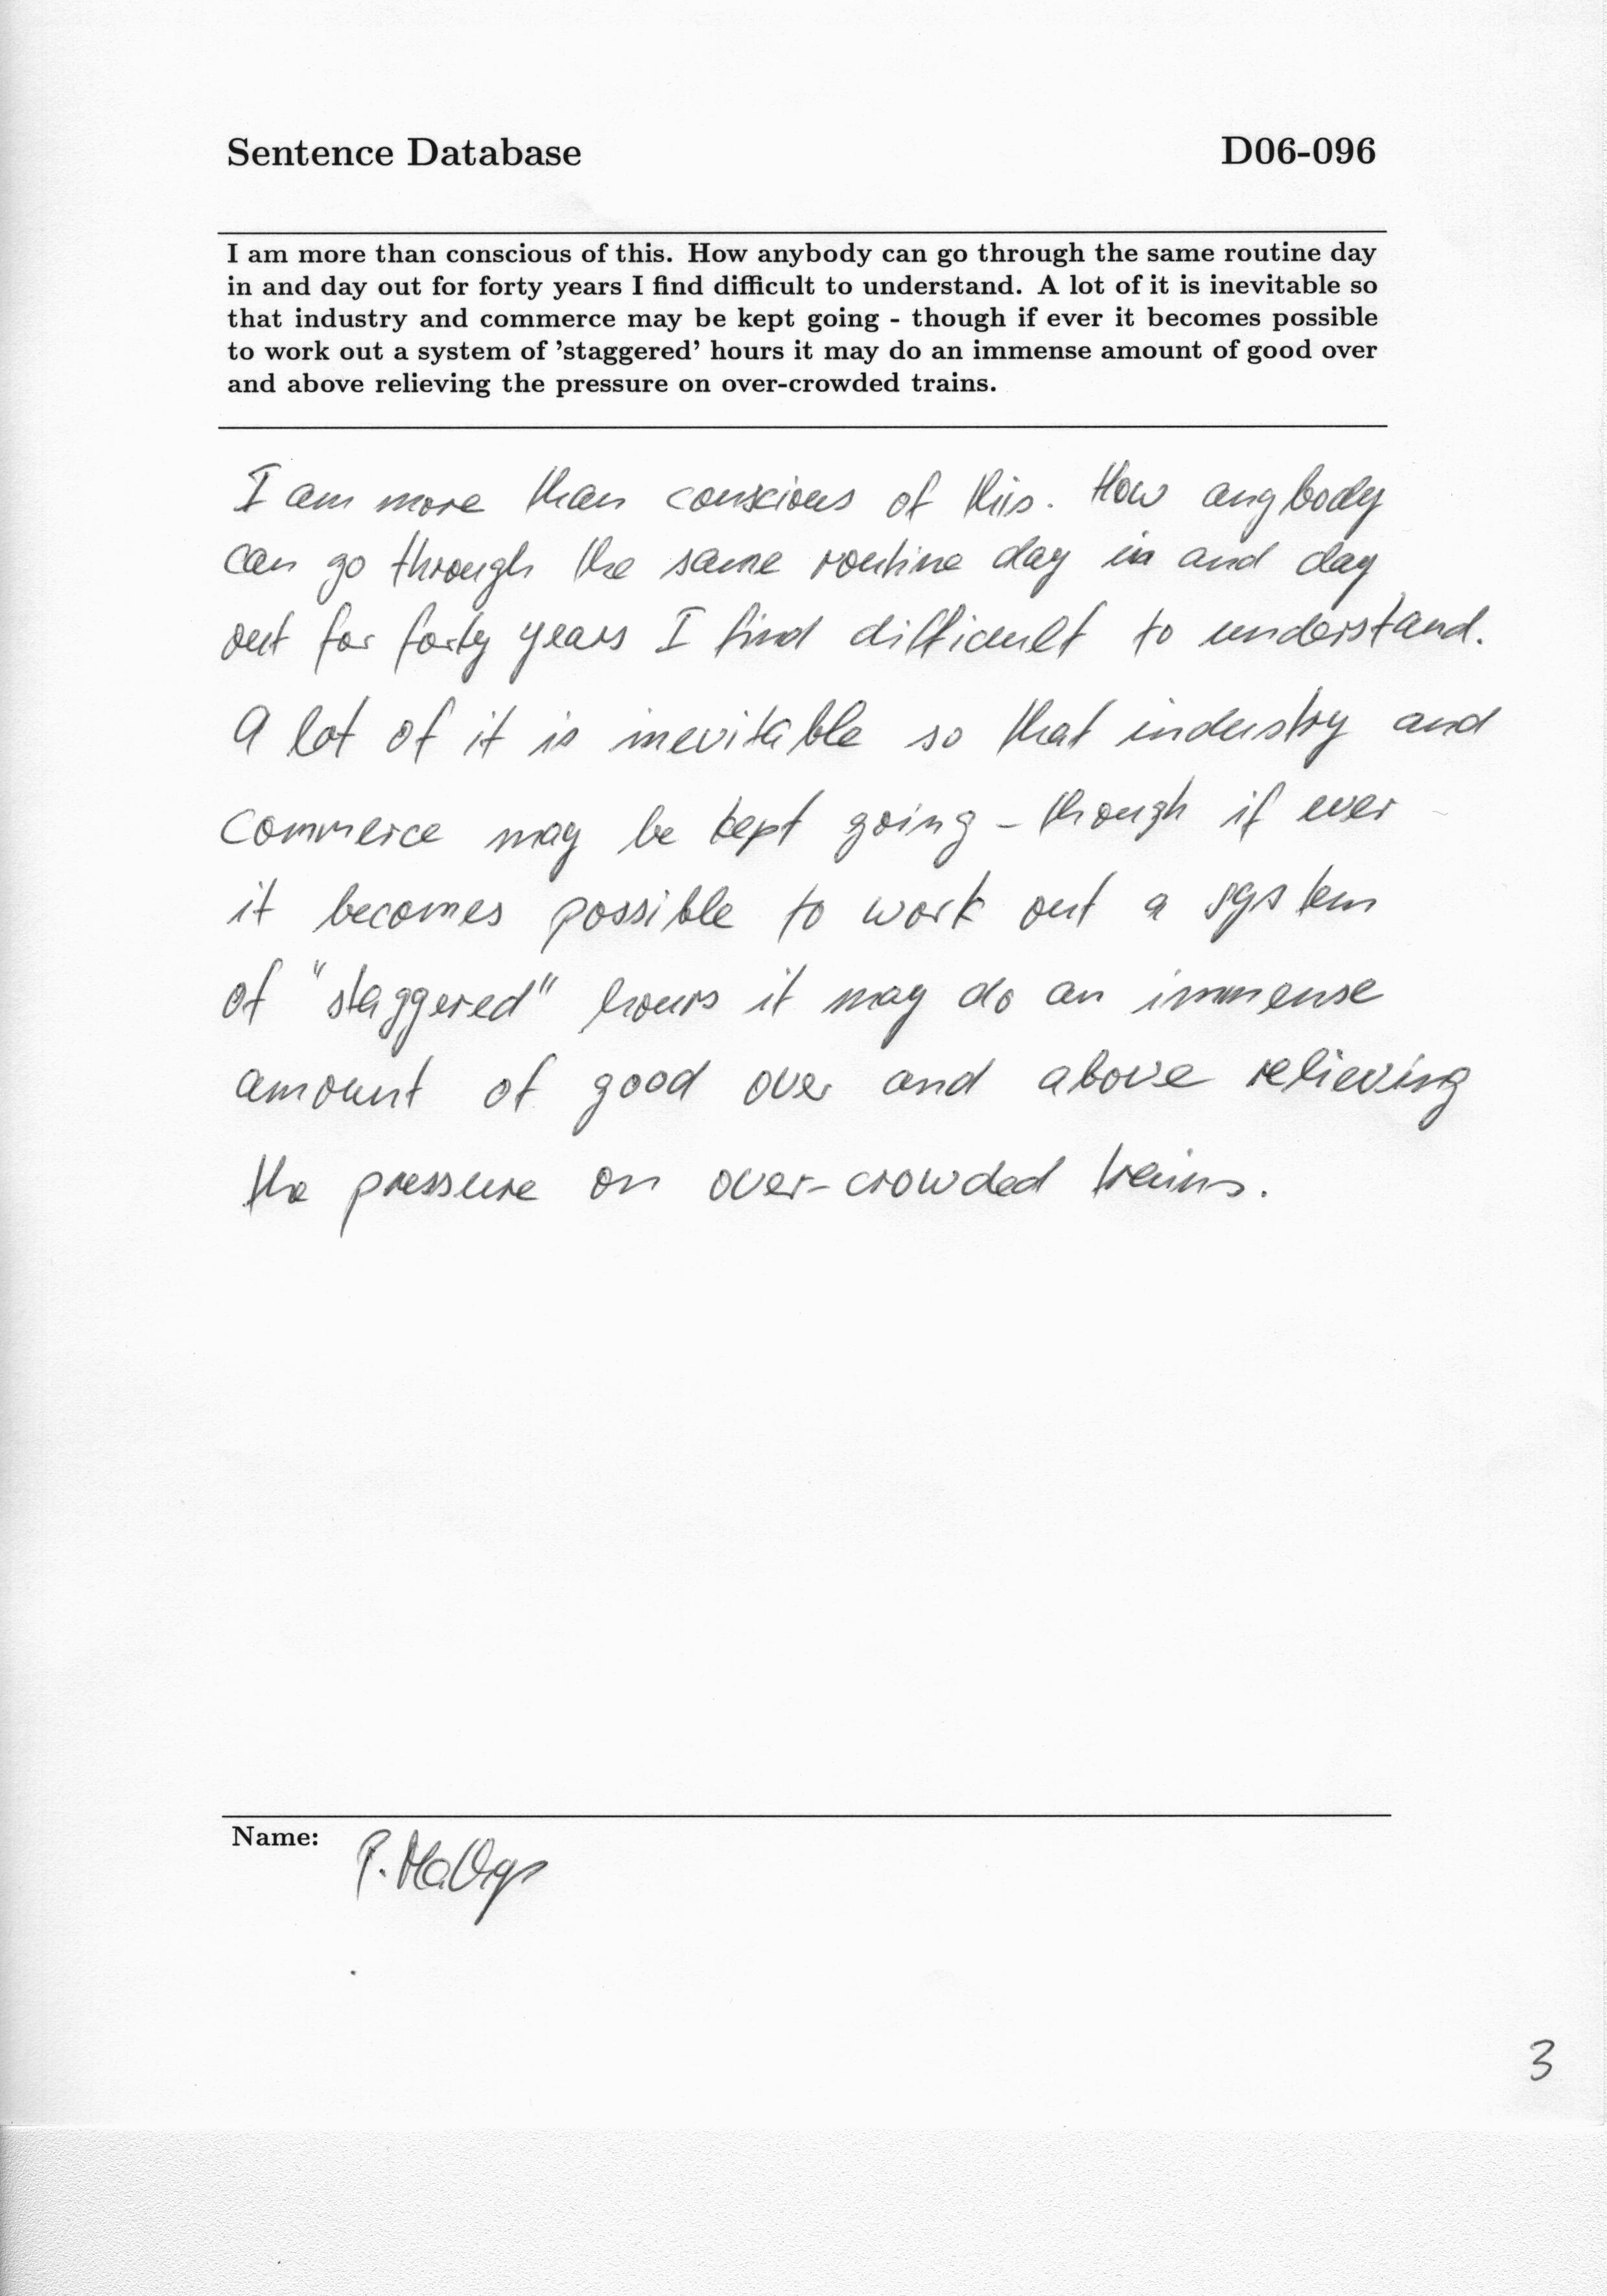 Sentence Database D06-096
I am more than conscious of this. How anybody can go through the same routine day
in and day out for forty years I find difficult to understand. A lot of it is inevitable so
that industry and commerce may be kept going - though if ever it becomes possible
to work out a system of 'staggered' hours it may do an immense amount of good over
and above relieving the pressure on over-crowded trains.
I am more than conscious of this. How anybody
can go through the same routine day in and day
out for forty years I find difficult to understand.
A lot of it is inevitable so that industry and
commerce may be kept going - though if ever
it becomes possible to work out a system
of "staggered" hours it may do an immense
amount of good over and above relieving
the pressure on over-crowded trains.
Name:
3